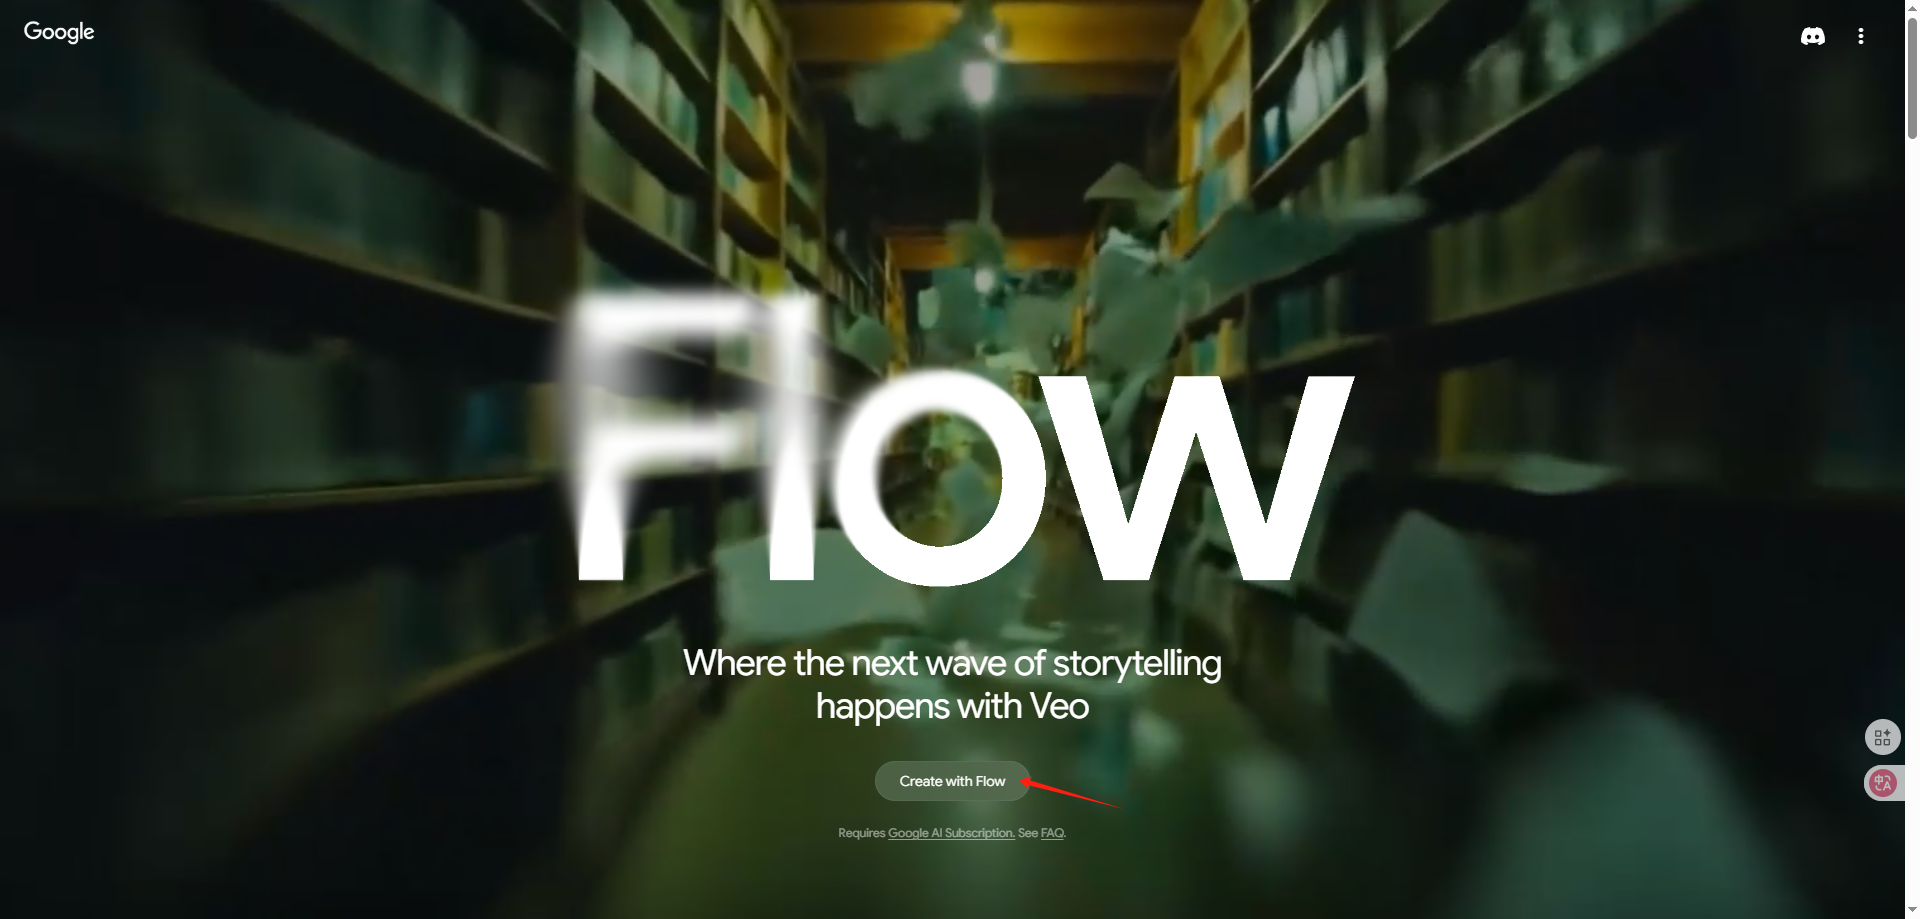 Google
Flow
Where the next wave of storytelling
happens with Veo
Create with Flow
Requires Google AI Subscription. See FAQ.